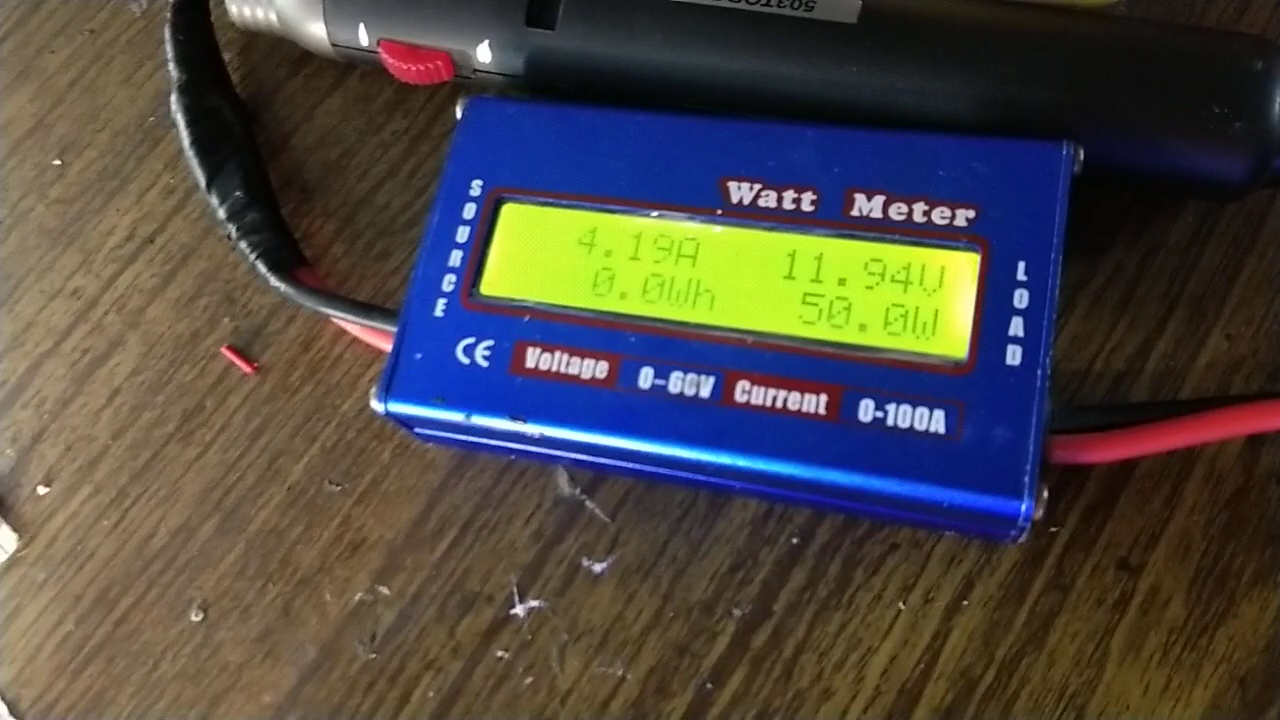 Watt Meter
SOURCE
4.19A 11.94V
0.0Wh 50.0W
LOAD
CE Voltage 0-60V Current 0-100A